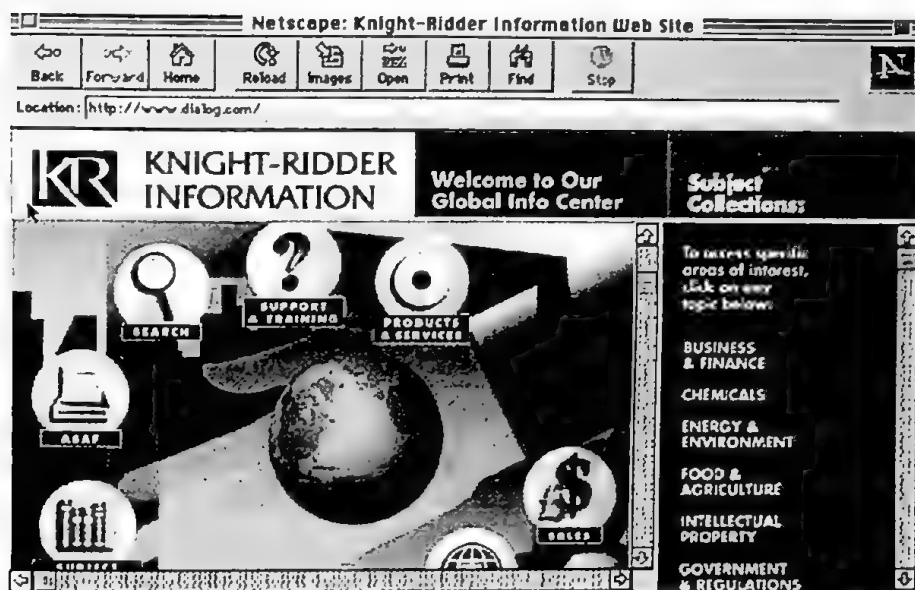 Netscape: Knight-Ridder Information Web Site
Back Forward Home Reload Images Open Print Find Stop
N
Location: http://www.dialog.com/
KR
KNIGHT-RIDDER
INFORMATION
Welcome to Our
Global Info Center
Subject
Collections:
SEARCH
SUPPORT
& TRAINING
PRODUCTS
& SERVICES
ASAP
SALES
To access specific
areas of interest,
click on any
topic below:
BUSINESS
& FINANCE
CHEMICALS
ENERGY &
ENVIRONMENT
FOOD &
AGRICULTURE
INTELLECTUAL
PROPERTY
GOVERNMENT
& REGULATIONS